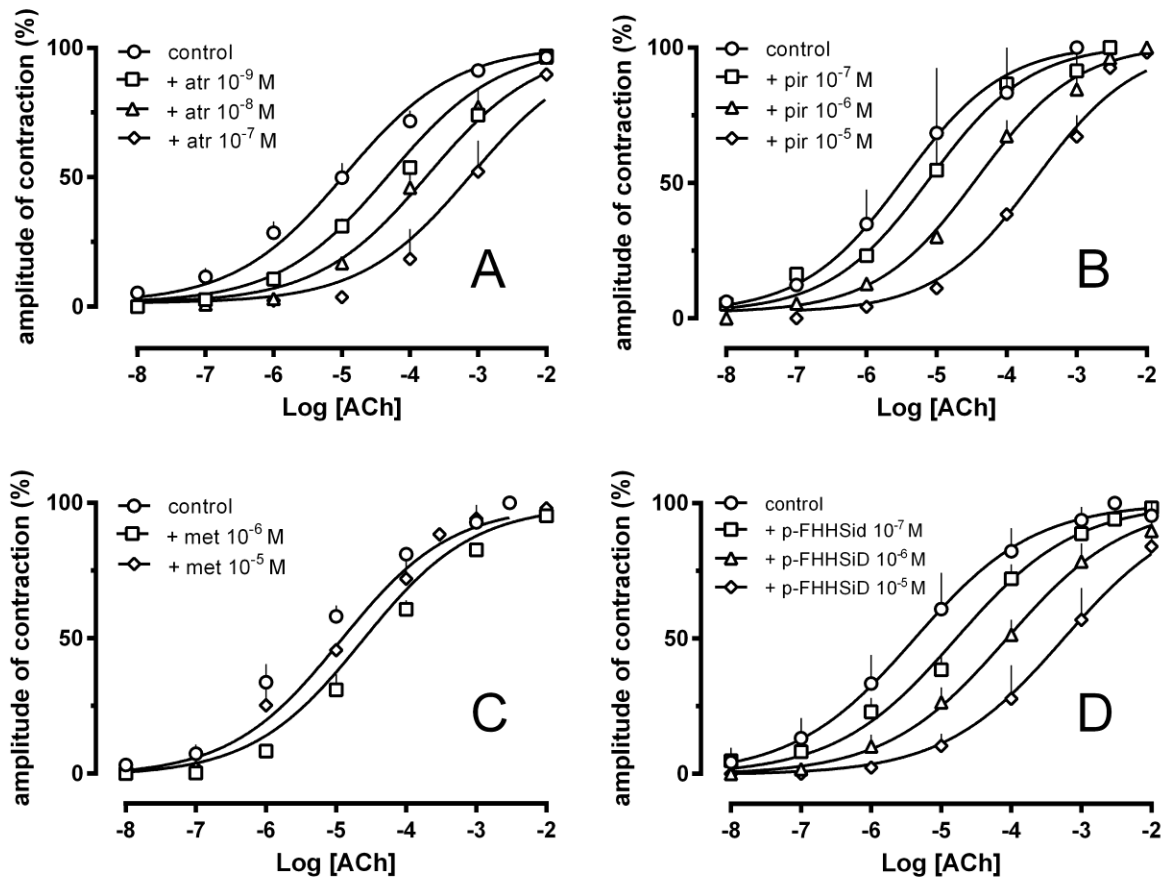 amplitude of contraction (%)
100
50
0
control
+ atr 10⁻⁹ M
+ atr 10⁻⁸ M
+ atr 10⁻⁷ M
A
-8 -7 -6 -5 -4 -3 -2
Log [ACh]
amplitude of contraction (%)
100
50
0
control
+ pir 10⁻⁷ M
+ pir 10⁻⁶ M
+ pir 10⁻⁵ M
B
-8 -7 -6 -5 -4 -3 -2
Log [ACh]
amplitude of contraction (%)
100
50
0
control
+ met 10⁻⁶ M
+ met 10⁻⁵ M
C
-8 -7 -6 -5 -4 -3 -2
Log [ACh]
amplitude of contraction (%)
100
50
0
control
+ p-FHHSid 10⁻⁷ M
+ p-FHHSiD 10⁻⁶ M
+ p-FHHSiD 10⁻⁵ M
D
-8 -7 -6 -5 -4 -3 -2
Log [ACh]